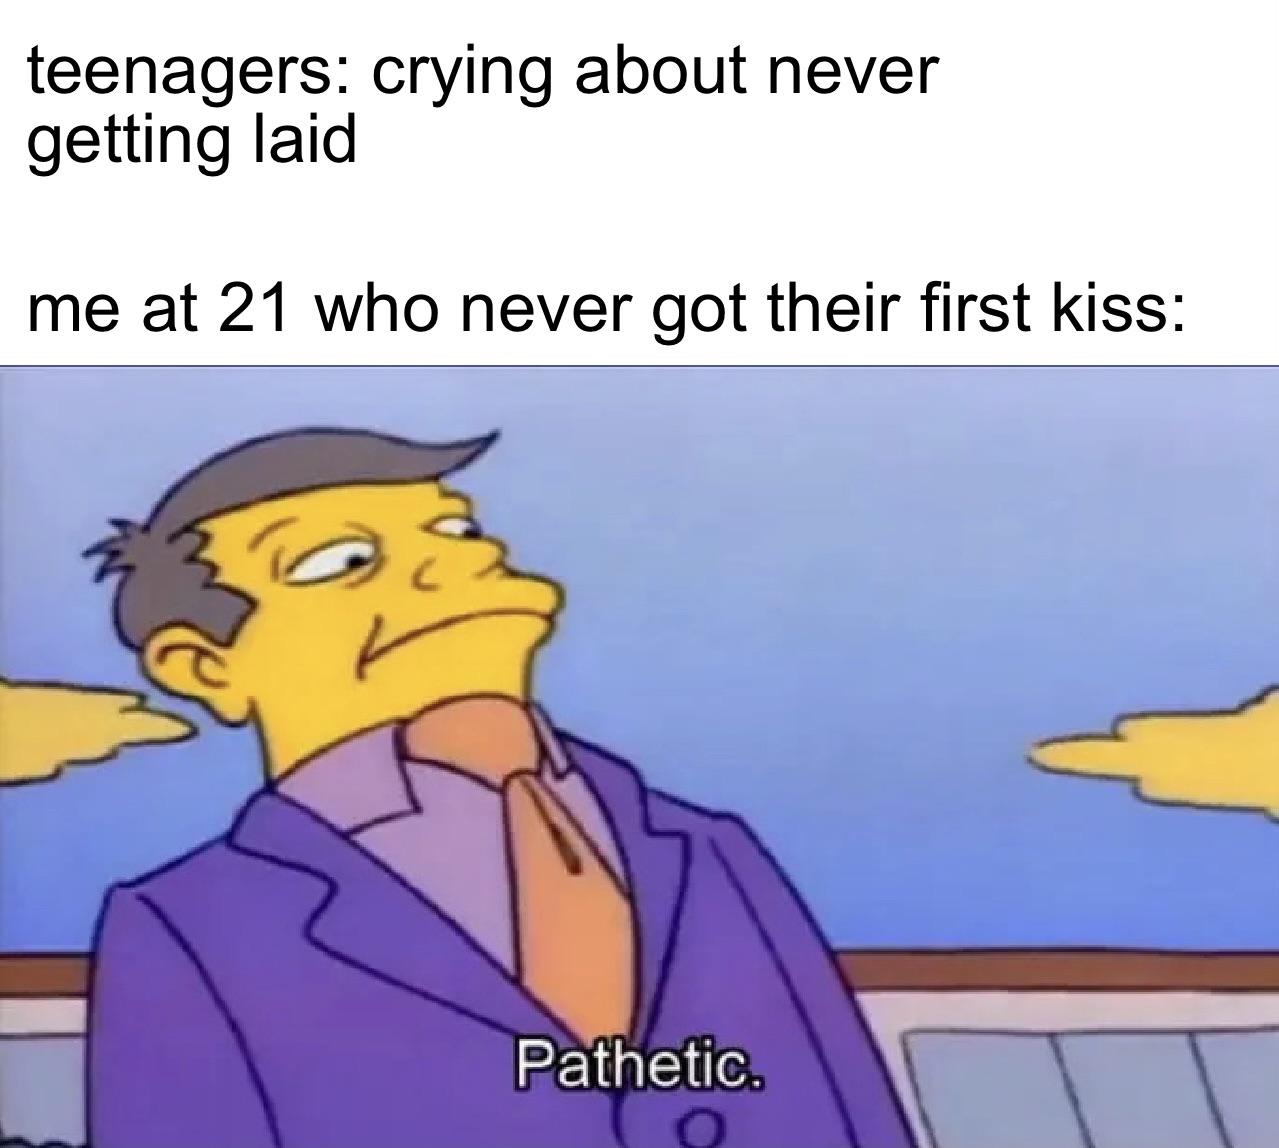 teenagers: crying about never
getting laid
me at 21 who never got their first kiss:
Pathetic.